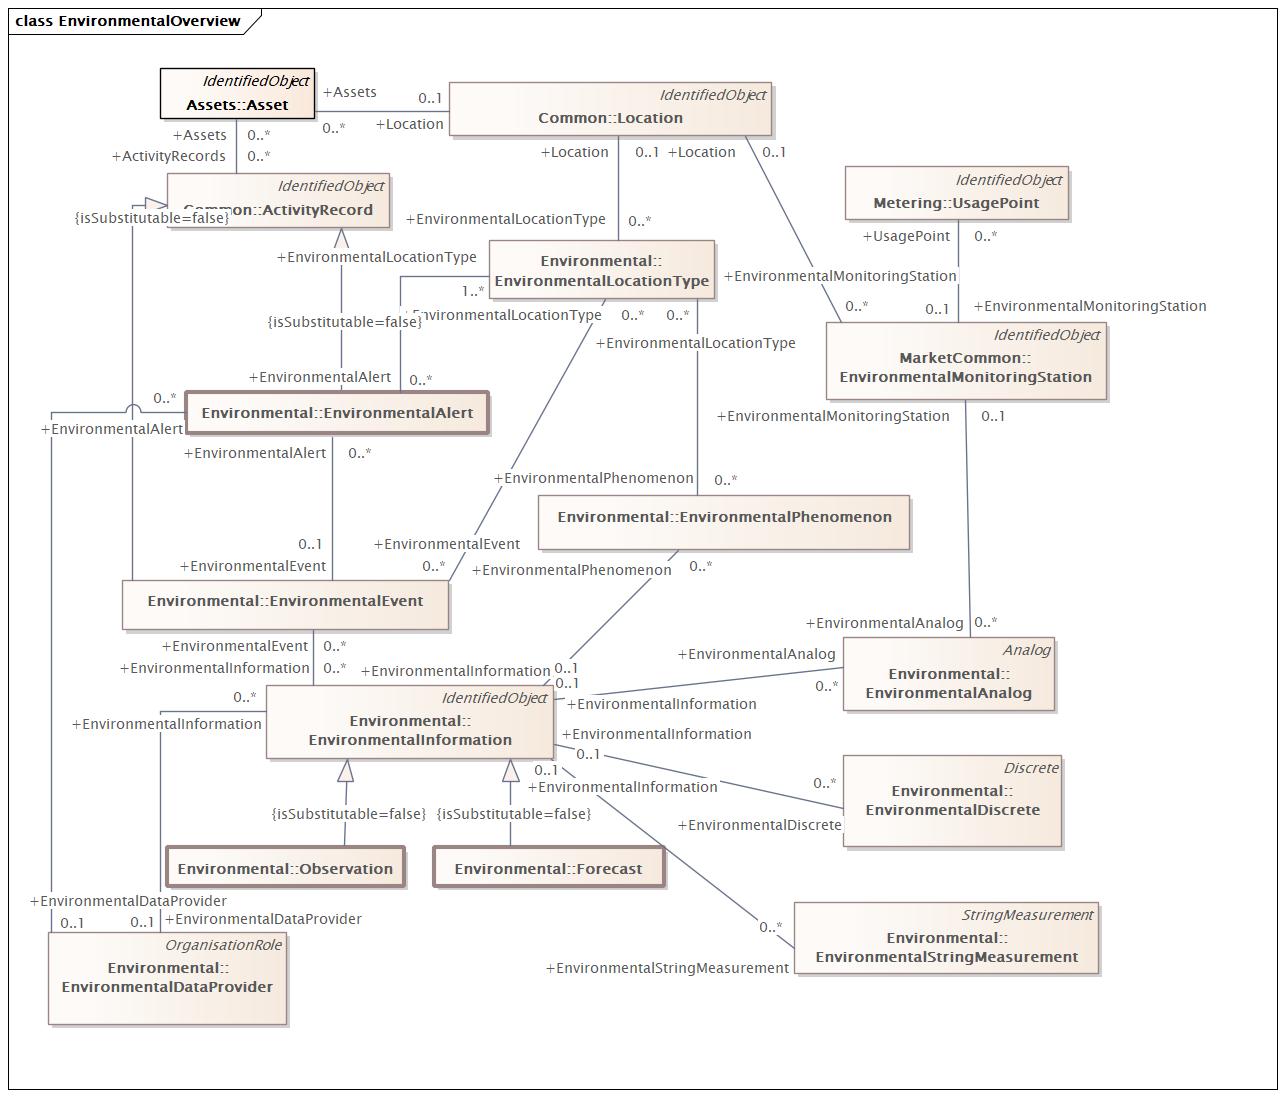 class EnvironmentalOverview
IdentifiedObject
Assets::Asset
+Assets
0..1
0..*
+Location
IdentifiedObject
Common::Location
+Assets
0..*
+ActivityRecords
0..*
+Location
0..1
+Location
0..1
IdentifiedObject
Common::ActivityRecord
{isSubstitutable=false}
IdentifiedObject
Metering::UsagePoint
+UsagePoint
0..*
+EnvironmentalLocationType
0..*
+EnvironmentalLocationType
1..*
Environmental::
EnvironmentalLocationType
+EnvironmentalMonitoringStation
0..*
0..1
+EnvironmentalMonitoringStation
{isSubstitutable=false}
EnvironmentalLocationType
0..*
0..*
+EnvironmentalLocationType
IdentifiedObject
MarketCommon::
EnvironmentalMonitoringStation
+EnvironmentalAlert
0..*
0..*
+EnvironmentalAlert
Environmental::EnvironmentalAlert
+EnvironmentalMonitoringStation
0..1
+EnvironmentalAlert
0..*
+EnvironmentalPhenomenon
0..*
Environmental::EnvironmentalPhenomenon
0..1
+EnvironmentalEvent
+EnvironmentalEvent
0..*
+EnvironmentalPhenomenon
0..*
Environmental::EnvironmentalEvent
+EnvironmentalAnalog
0..*
+EnvironmentalEvent
0..*
+EnvironmentalInformation
0..*
+EnvironmentalInformation
0..1
0..1
+EnvironmentalAnalog
0..*
Analog
Environmental::
EnvironmentalAnalog
0..*
+EnvironmentalInformation
IdentifiedObject
Environmental::
EnvironmentalInformation
+EnvironmentalInformation
+EnvironmentalInformation
0..1
0..1
+EnvironmentalInformation
0..*
+EnvironmentalDiscrete
Discrete
Environmental::
EnvironmentalDiscrete
{isSubstitutable=false}
{isSubstitutable=false}
Environmental::Observation
Environmental::Forecast
+EnvironmentalDataProvider
0..1
0..1
+EnvironmentalDataProvider
0..*
+EnvironmentalStringMeasurement
StringMeasurement
Environmental::
EnvironmentalStringMeasurement
OrganisationRole
Environmental::
EnvironmentalDataProvider